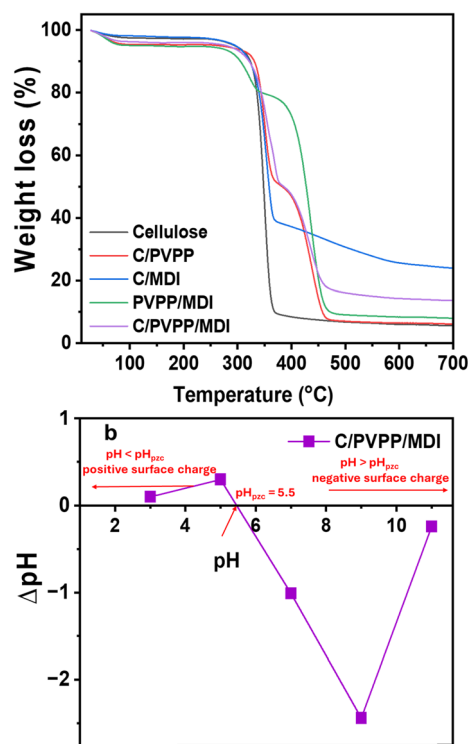 100
80
60
40
20
0
Weight loss (%)
Cellulose
C/PVPP
C/MDI
PVPP/MDI
C/PVPP/MDI
100 200 300 400 500 600 700
Temperature (°C)
b
C/PVPP/MDI
pH < pHpzc
positive surface charge
pH > pHpzc
negative surface charge
pHpzc = 5.5
1
0
−1
−2
ΔpH
2 4 6 8 10
pH